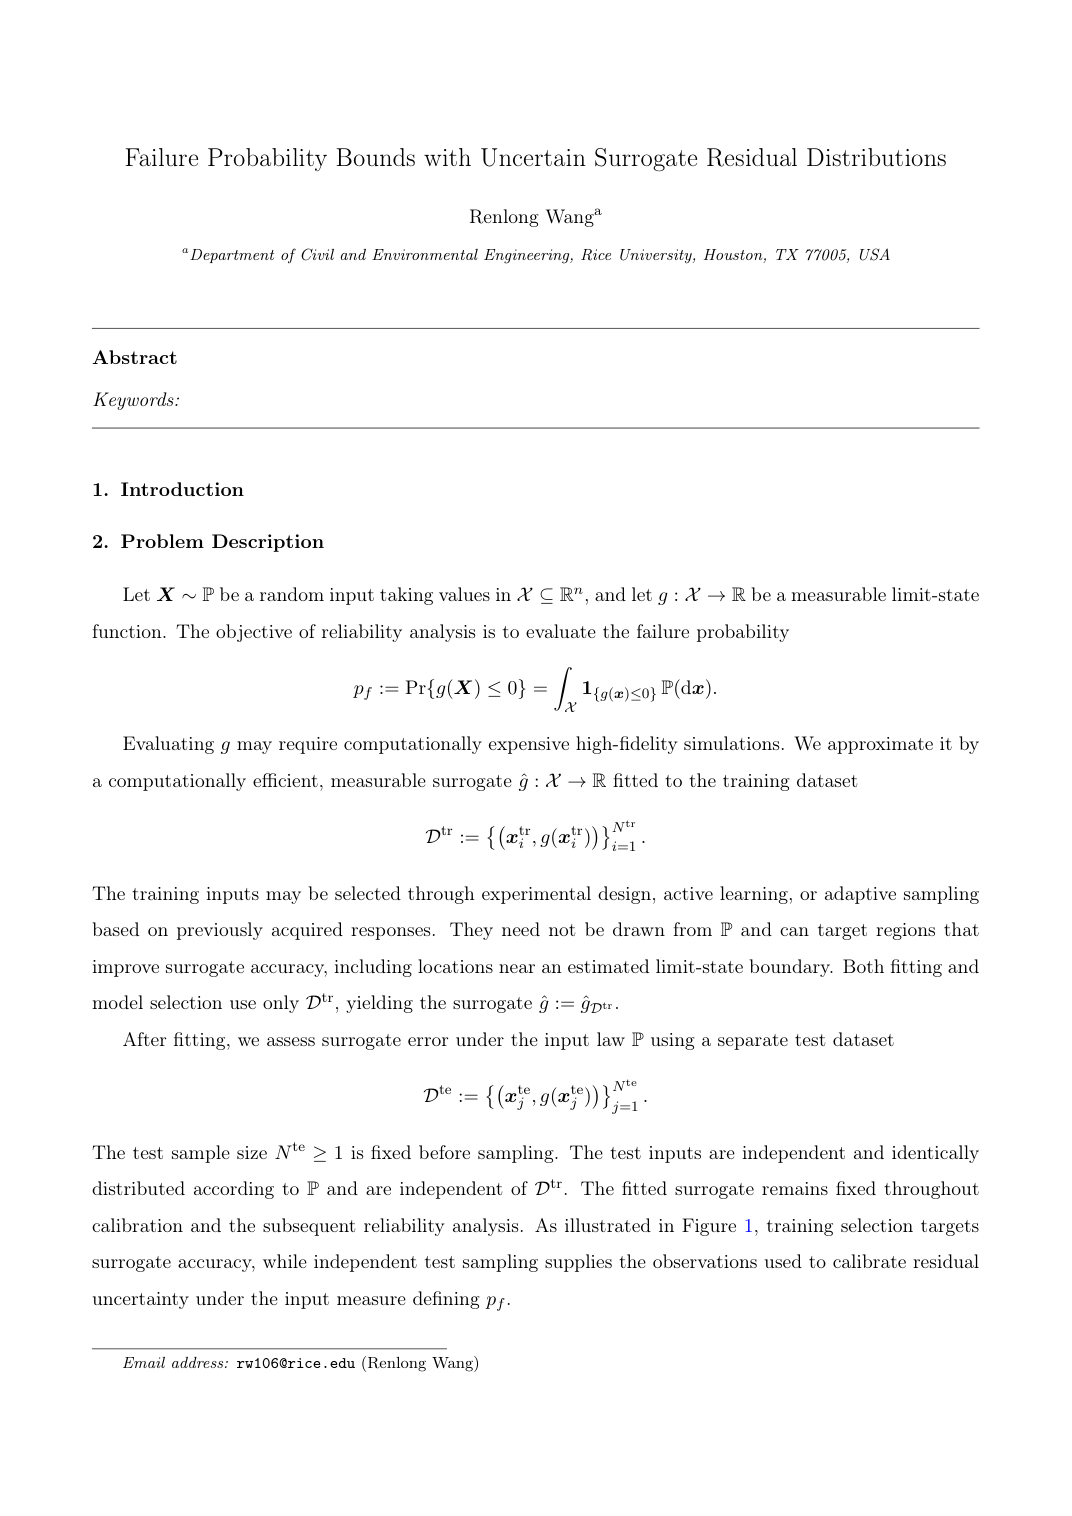 Failure Probability Bounds with Uncertain Surrogate Residual Distributions
Renlong Wangᵃ
ᵃDepartment of Civil and Environmental Engineering, Rice University, Houston, TX 77005, USA
Abstract
Keywords:
1. Introduction
2. Problem Description
Let 𝑿 ∼ ℙ be a random input taking values in 𝒳 ⊆ ℝⁿ, and let g : 𝒳 → ℝ be a measurable limit-state
function. The objective of reliability analysis is to evaluate the failure probability
p_f := Pr{g(𝑿) ≤ 0} = ∫_𝒳 𝟏_{g(𝒙)≤0} ℙ(d𝒙).
Evaluating g may require computationally expensive high-fidelity simulations. We approximate it by
a computationally efficient, measurable surrogate ĝ : 𝒳 → ℝ fitted to the training dataset
𝒟^tr := {(𝒙_i^tr, g(𝒙_i^tr))}_{i=1}^{N^tr}.
The training inputs may be selected through experimental design, active learning, or adaptive sampling
based on previously acquired responses. They need not be drawn from ℙ and can target regions that
improve surrogate accuracy, including locations near an estimated limit-state boundary. Both fitting and
model selection use only 𝒟^tr, yielding the surrogate ĝ := ĝ_{𝒟^tr}.
After fitting, we assess surrogate error under the input law ℙ using a separate test dataset
𝒟^te := {(𝒙_j^te, g(𝒙_j^te))}_{j=1}^{N^te}.
The test sample size N^te ≥ 1 is fixed before sampling. The test inputs are independent and identically
distributed according to ℙ and are independent of 𝒟^tr. The fitted surrogate remains fixed throughout
calibration and the subsequent reliability analysis. As illustrated in Figure 1, training selection targets
surrogate accuracy, while independent test sampling supplies the observations used to calibrate residual
uncertainty under the input measure defining p_f.
Email address: rw106@rice.edu (Renlong Wang)